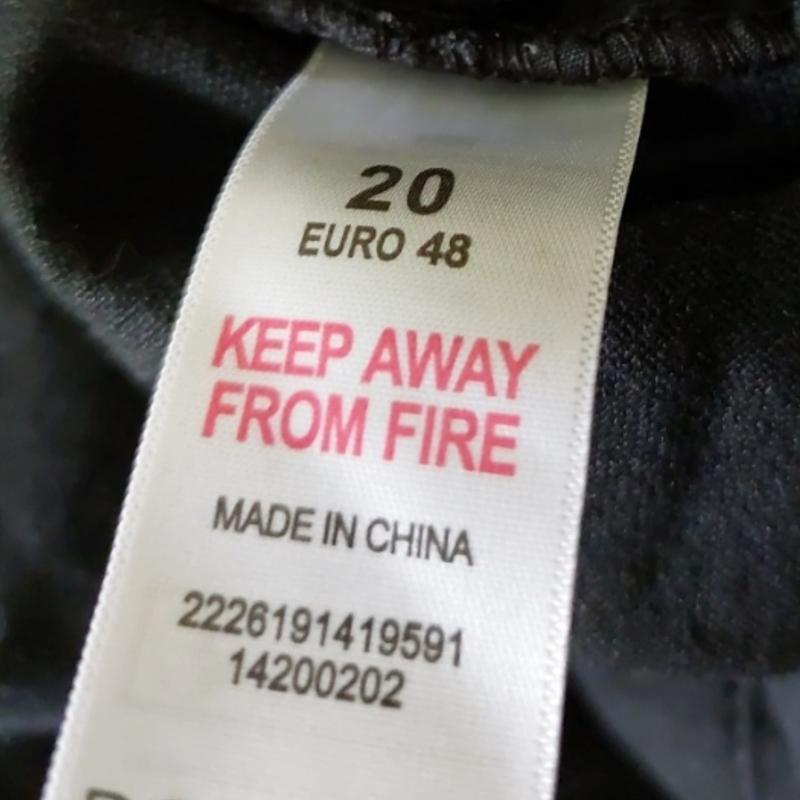 20
EURO 48
KEEP AWAY
FROM FIRE
MADE IN CHINA
2226191419591
14200202